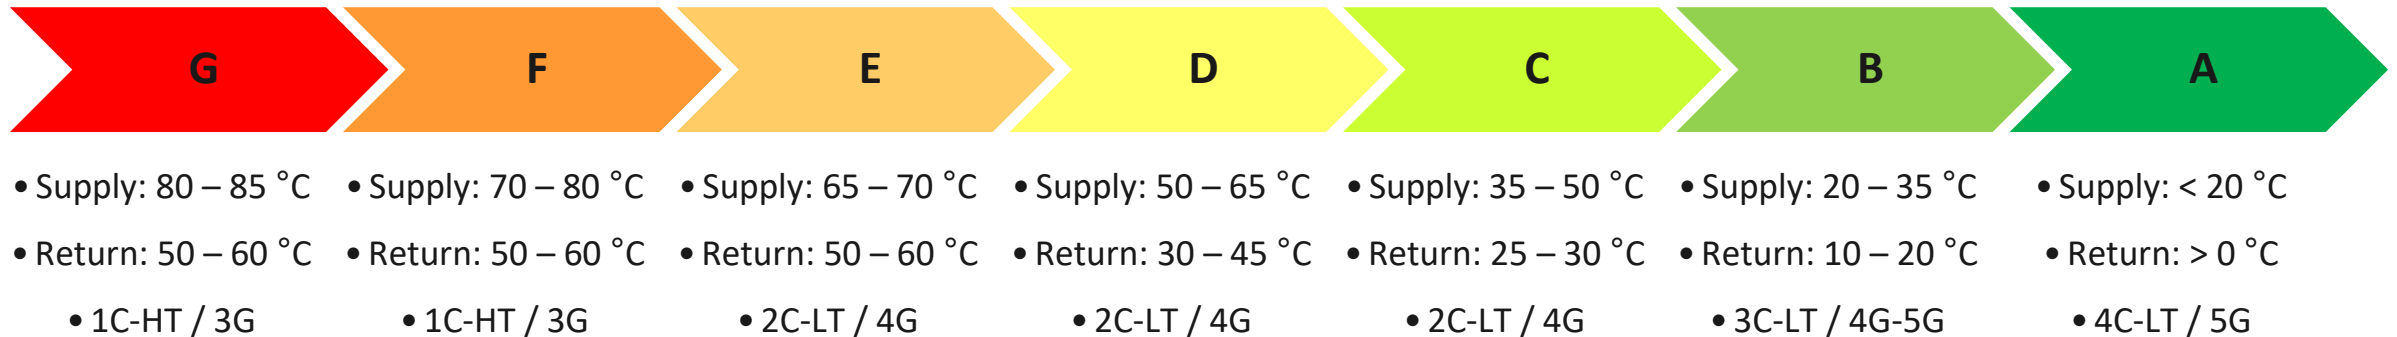 G F E D C B A
• Supply: 80 – 85 °C • Supply: 70 – 80 °C • Supply: 65 – 70 °C • Supply: 50 – 65 °C • Supply: 35 – 50 °C • Supply: 20 – 35 °C • Supply: < 20 °C
• Return: 50 – 60 °C • Return: 50 – 60 °C • Return: 50 – 60 °C • Return: 30 – 45 °C • Return: 25 – 30 °C • Return: 10 – 20 °C • Return: > 0 °C
• 1C-HT / 3G • 1C-HT / 3G • 2C-LT / 4G • 2C-LT / 4G • 2C-LT / 4G • 3C-LT / 4G-5G • 4C-LT / 5G